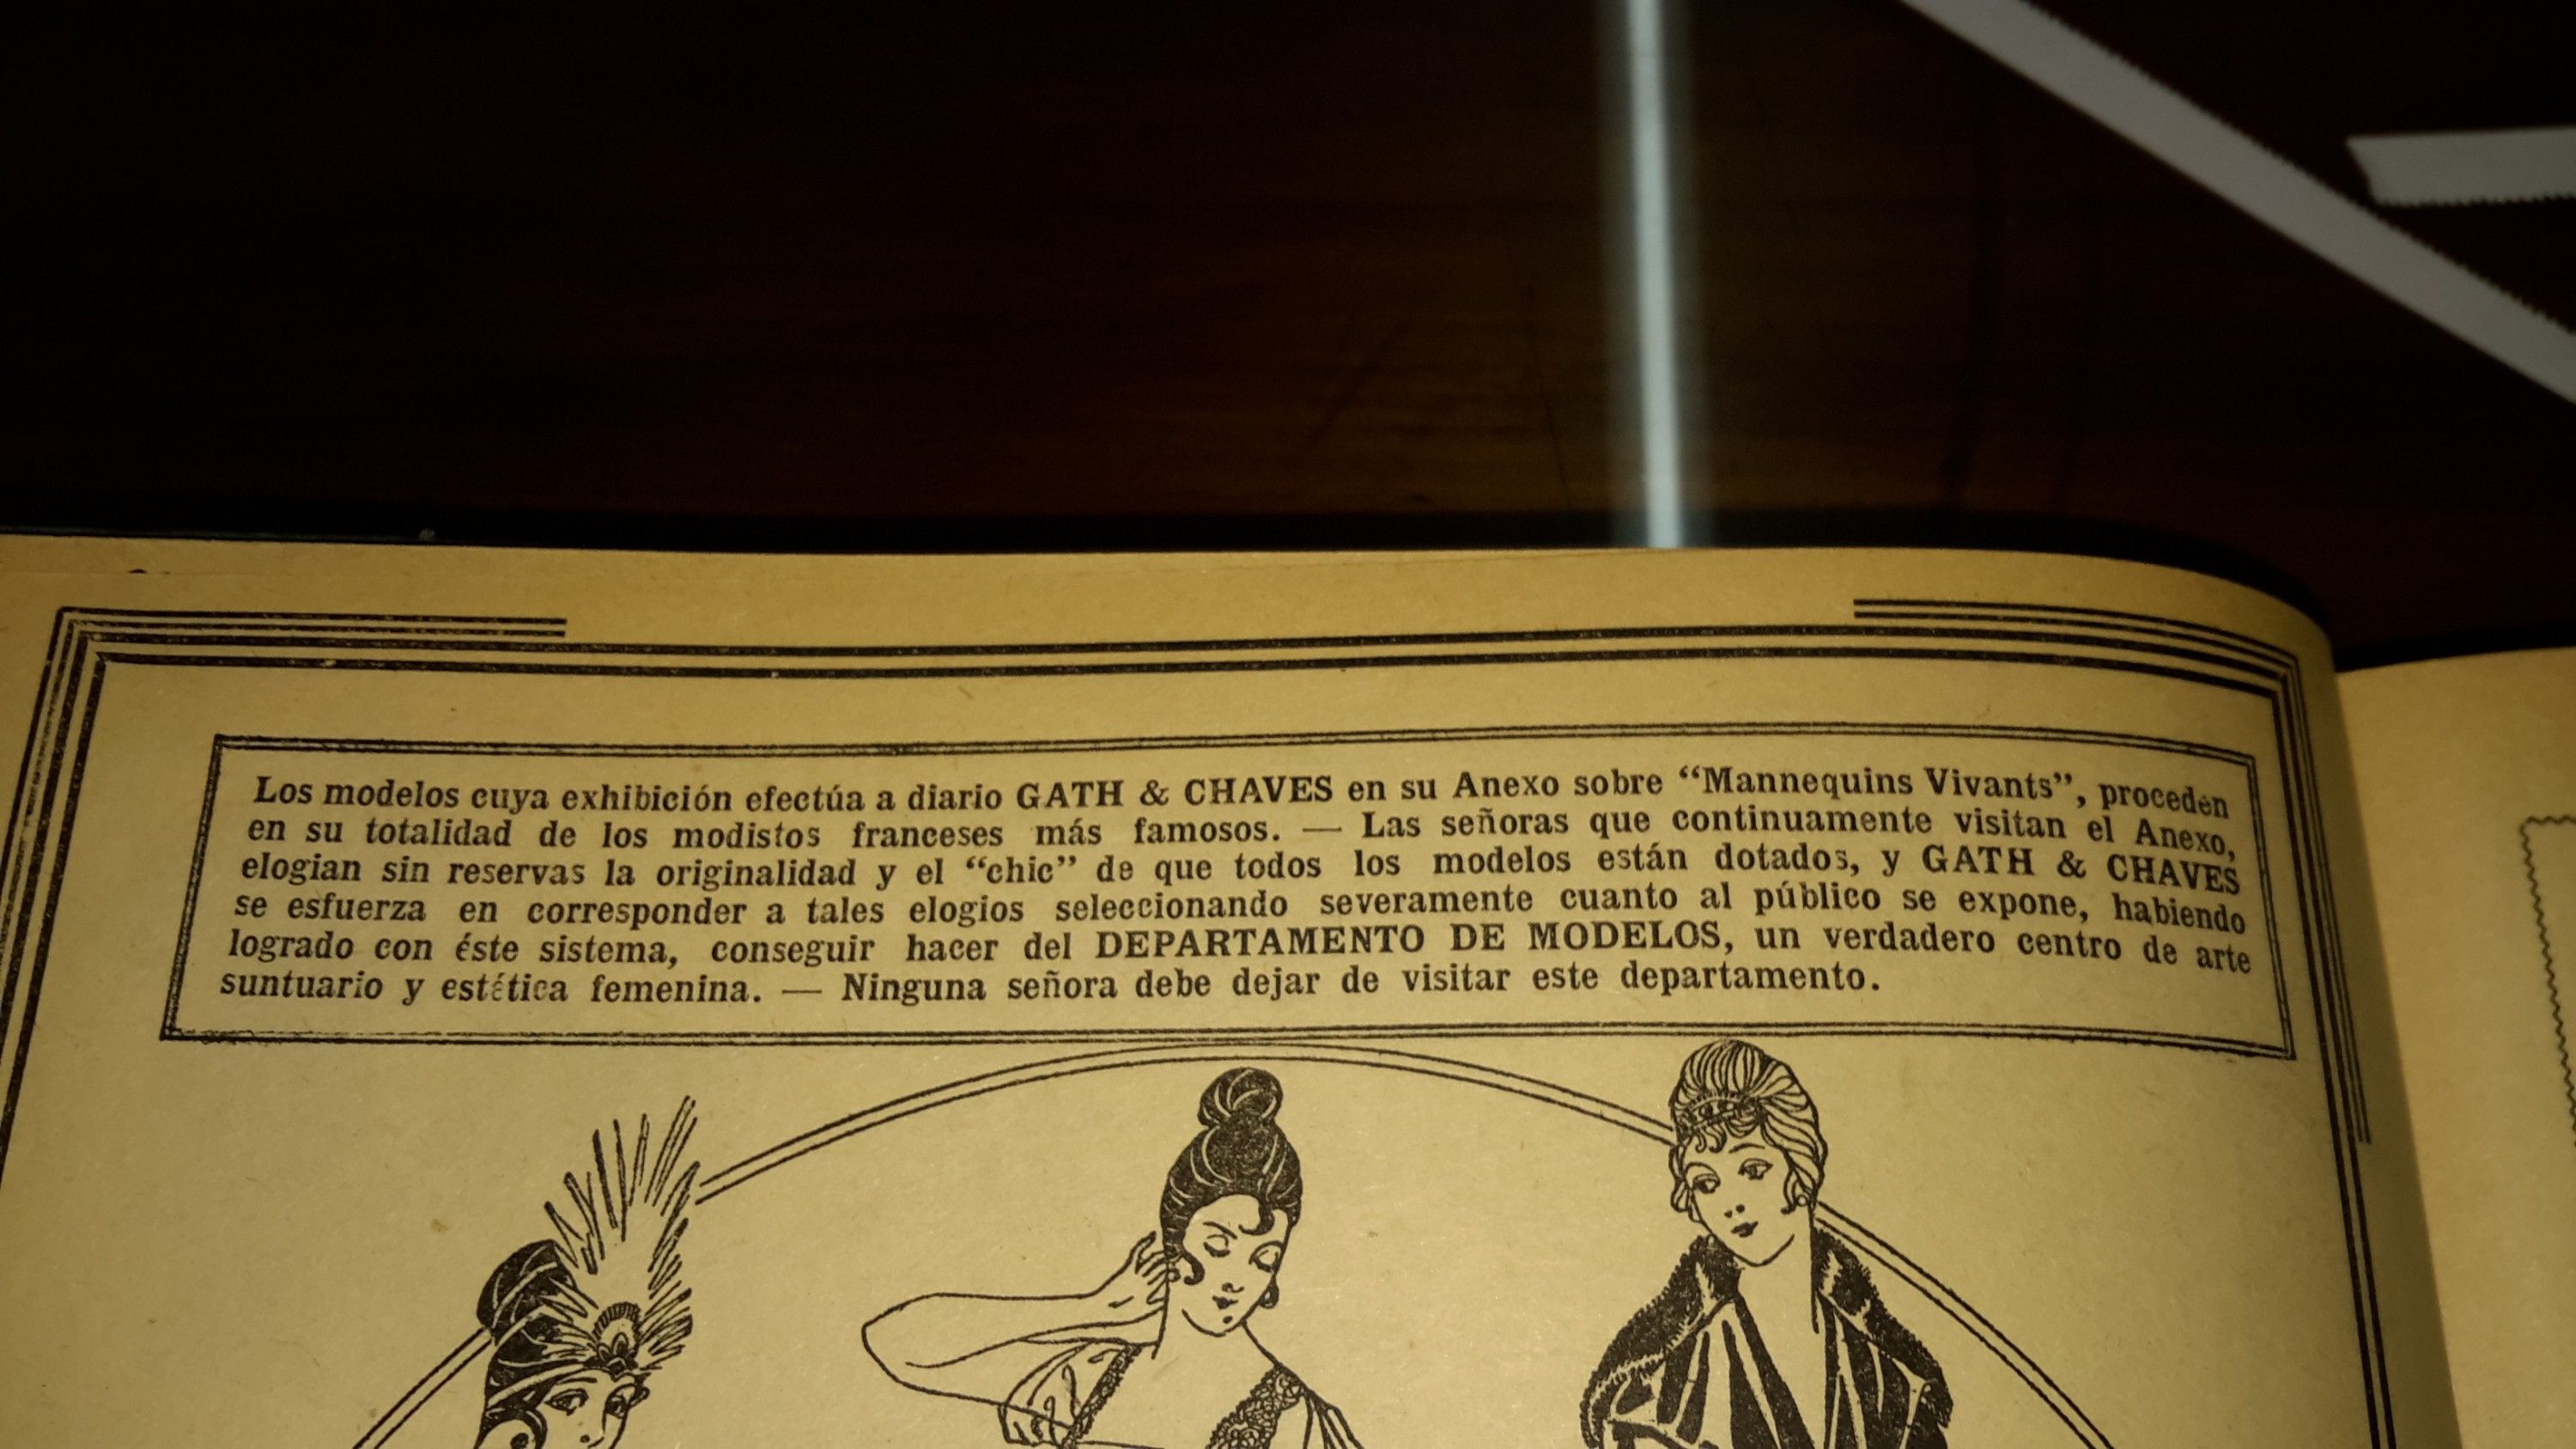 Los modelos cuya exhibición efectúa a diario GATH & CHAVES en su Anexo sobre “Mannequins Vivants”, proceden
en su totalidad de los modistos franceses más famosos. — Las señoras que continuamente visitan el Anexo,
elogian sin reservas la originalidad y el “chic” de que todos los modelos están dotados, y GATH & CHAVES
se esfuerza en corresponder a tales elogios seleccionando severamente cuanto al público se expone, habiendo
logrado con éste sistema, conseguir hacer del DEPARTAMENTO DE MODELOS, un verdadero centro de arte
suntuario y estética femenina. — Ninguna señora debe dejar de visitar este departamento.